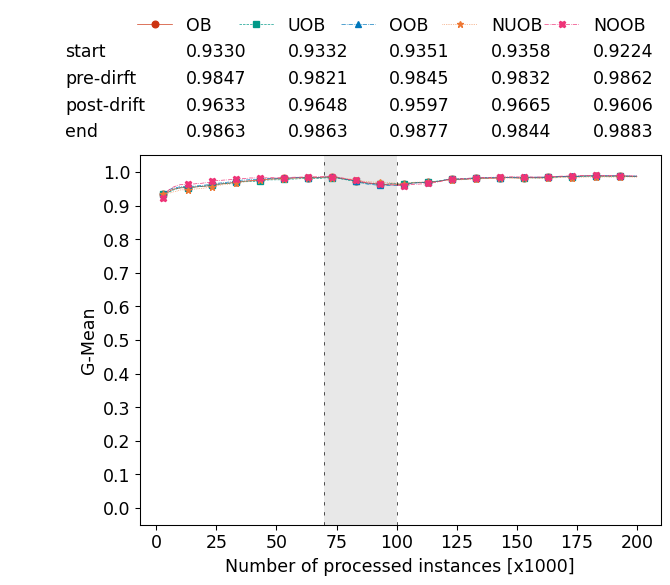 OB UOB OOB NUOB NOOB
start 0.9330 0.9332 0.9351 0.9358 0.9224
pre-dirft 0.9847 0.9821 0.9845 0.9832 0.9862
post-drift 0.9633 0.9648 0.9597 0.9665 0.9606
end 0.9863 0.9863 0.9877 0.9844 0.9883
1.0
0.9
0.8
0.7
0.6
0.5
0.4
0.3
0.2
0.1
0.0
G-Mean
0 25 50 75 100 125 150 175 200
Number of processed instances [x1000]